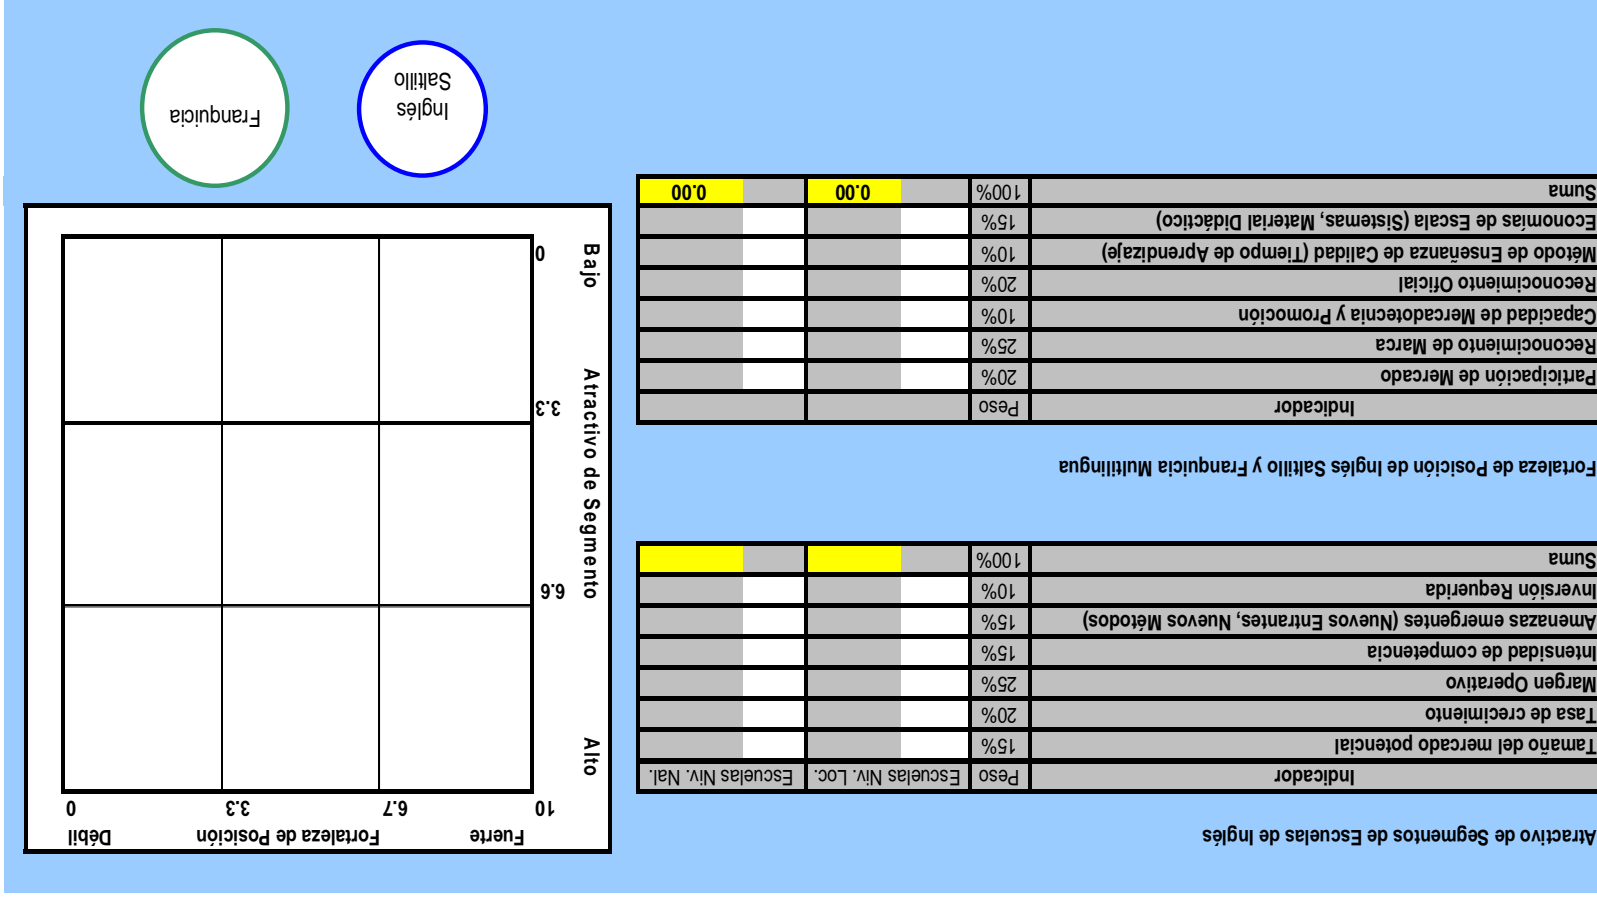 Atractivo de Segmentos de Escuelas de Inglés
Indicador Peso Escuelas Niv. Loc. Escuelas Niv. Nal.
Tamaño del mercado potencial 15%
Tasa de crecimiento 20%
Margen Operativo 25%
Intensidad de competencia 15%
Amenazas emergentes (Nuevos Entrantes, Nuevos Métodos) 15%
Inversión Requerida 10%
Suma 100%
Fortaleza de Posición de Inglés Saltillo y Franquicia Multilingua
Indicador Peso
Participación de Mercado 20%
Reconocimiento de Marca 25%
Capacidad de Mercadotecnia y Promoción 10%
Reconocimiento Oficial 20%
Método de Enseñanza de Calidad (Tiempo de Aprendizaje) 10%
Economías de Escala (Sistemas, Material Didáctico) 15%
Suma 100% 0.00 0.00
Fuerte Fortaleza de Posición Débil
10 6.7 3.3 0
Alto
Atractivo de Segmento
Bajo
6.6
3.3
0
Inglés
Saltillo
Franquicia